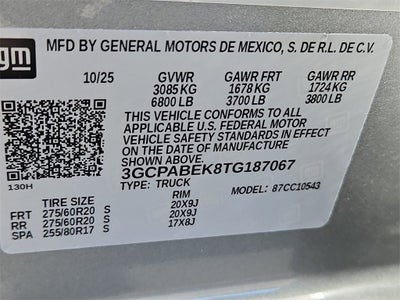 gm
MFD BY GENERAL MOTORS DE MEXICO, S. DE R.L. DE C.V.
10/25 GVWR GAWR FRT GAWR RR
3085 KG 1678 KG 1724 KG
6800 LB 3700 LB 3800 LB
THIS VEHICLE CONFORMS TO ALL
APPLICABLE U.S. FEDERAL MOTOR
VEHICLE SAFETY STANDARDS IN EFFECT
ON THE DATE OF MANUFACTURE
SHOWN ABOVE.
3GCPABEK8TG187067
TYPE: TRUCK MODEL: 87CC10543
130H
TIRE SIZE RIM
FRT 275/60R20 S 20X9J
RR 275/60R20 S 20X9J
SPA 255/80R17 S 17X8J